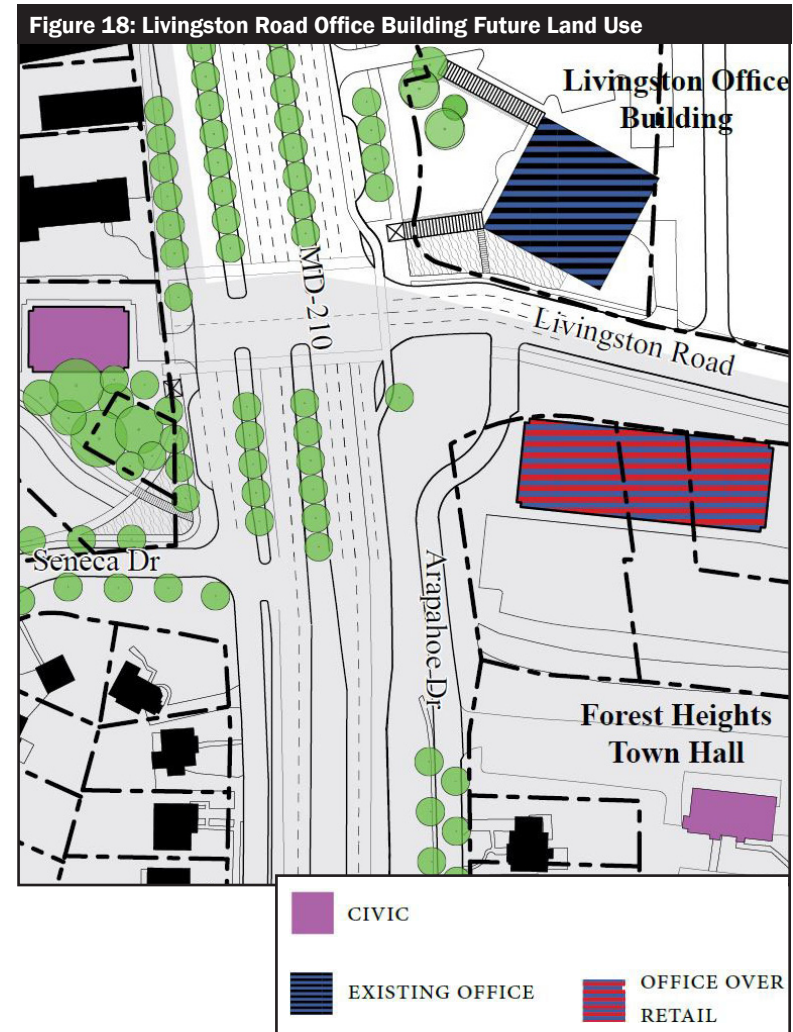 Figure 18: Livingston Road Office Building Future Land Use
Livingston Office
Building
MD-210
Livingston Road
Seneca Dr
Arapahoe Dr
Forest Heights
Town Hall
CIVIC
EXISTING OFFICE
OFFICE OVER
RETAIL